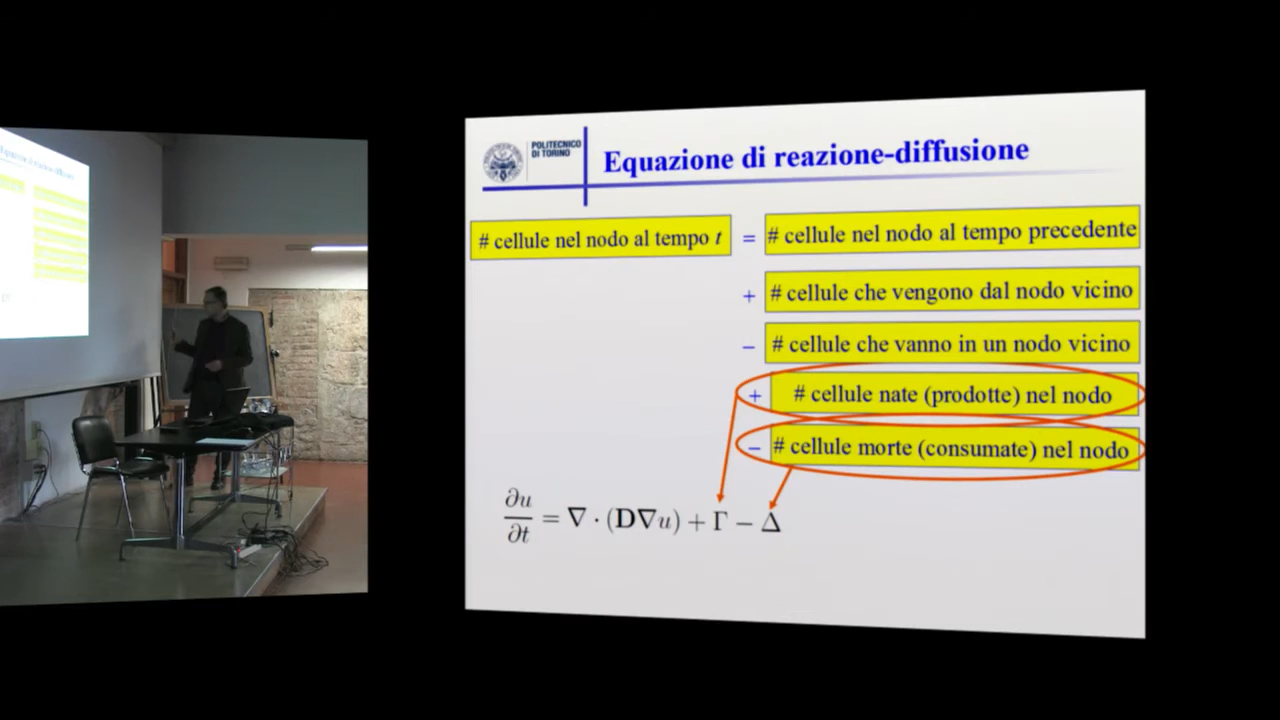 POLITECNICO
DI TORINO
Equazione di reazione-diffusione
# cellule nel nodo al tempo t = # cellule nel nodo al tempo precedente
+ # cellule che vengono dal nodo vicino
− # cellule che vanno in un nodo vicino
+ # cellule nate (prodotte) nel nodo
− # cellule morte (consumate) nel nodo
∂u/∂t = ∇ · (D∇u) + Γ − Δ